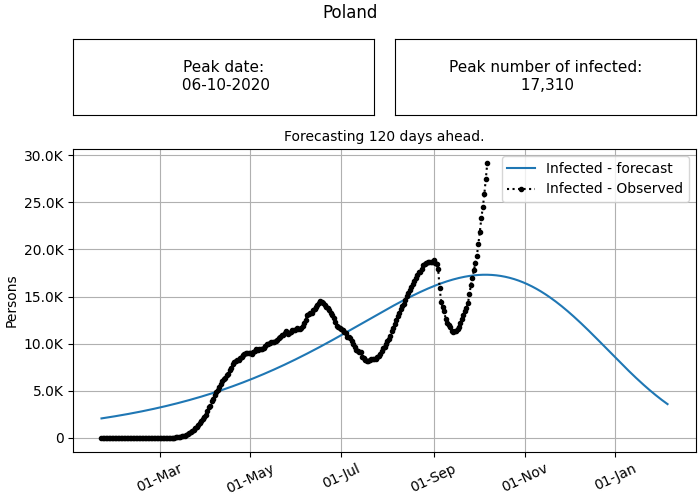 Poland
Peak date:
06-10-2020
Peak number of infected:
17,310
Forecasting 120 days ahead.
30.0K
25.0K
20.0K
15.0K
10.0K
5.0K
0
Persons
Infected - forecast
Infected - Observed
01-Mar
01-May
01-Jul
01-Sep
01-Nov
01-Jan